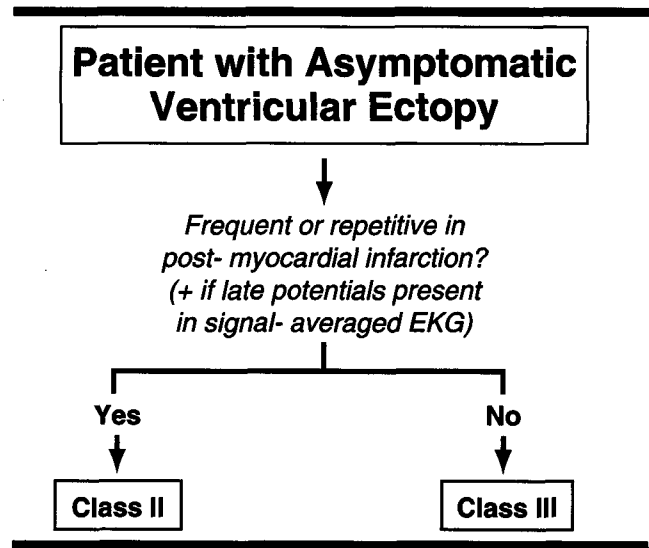 Patient with Asymptomatic
Ventricular Ectopy
Frequent or repetitive in
post- myocardial infarction?
(+ if late potentials present
in signal- averaged EKG)
Yes
No
Class II
Class III